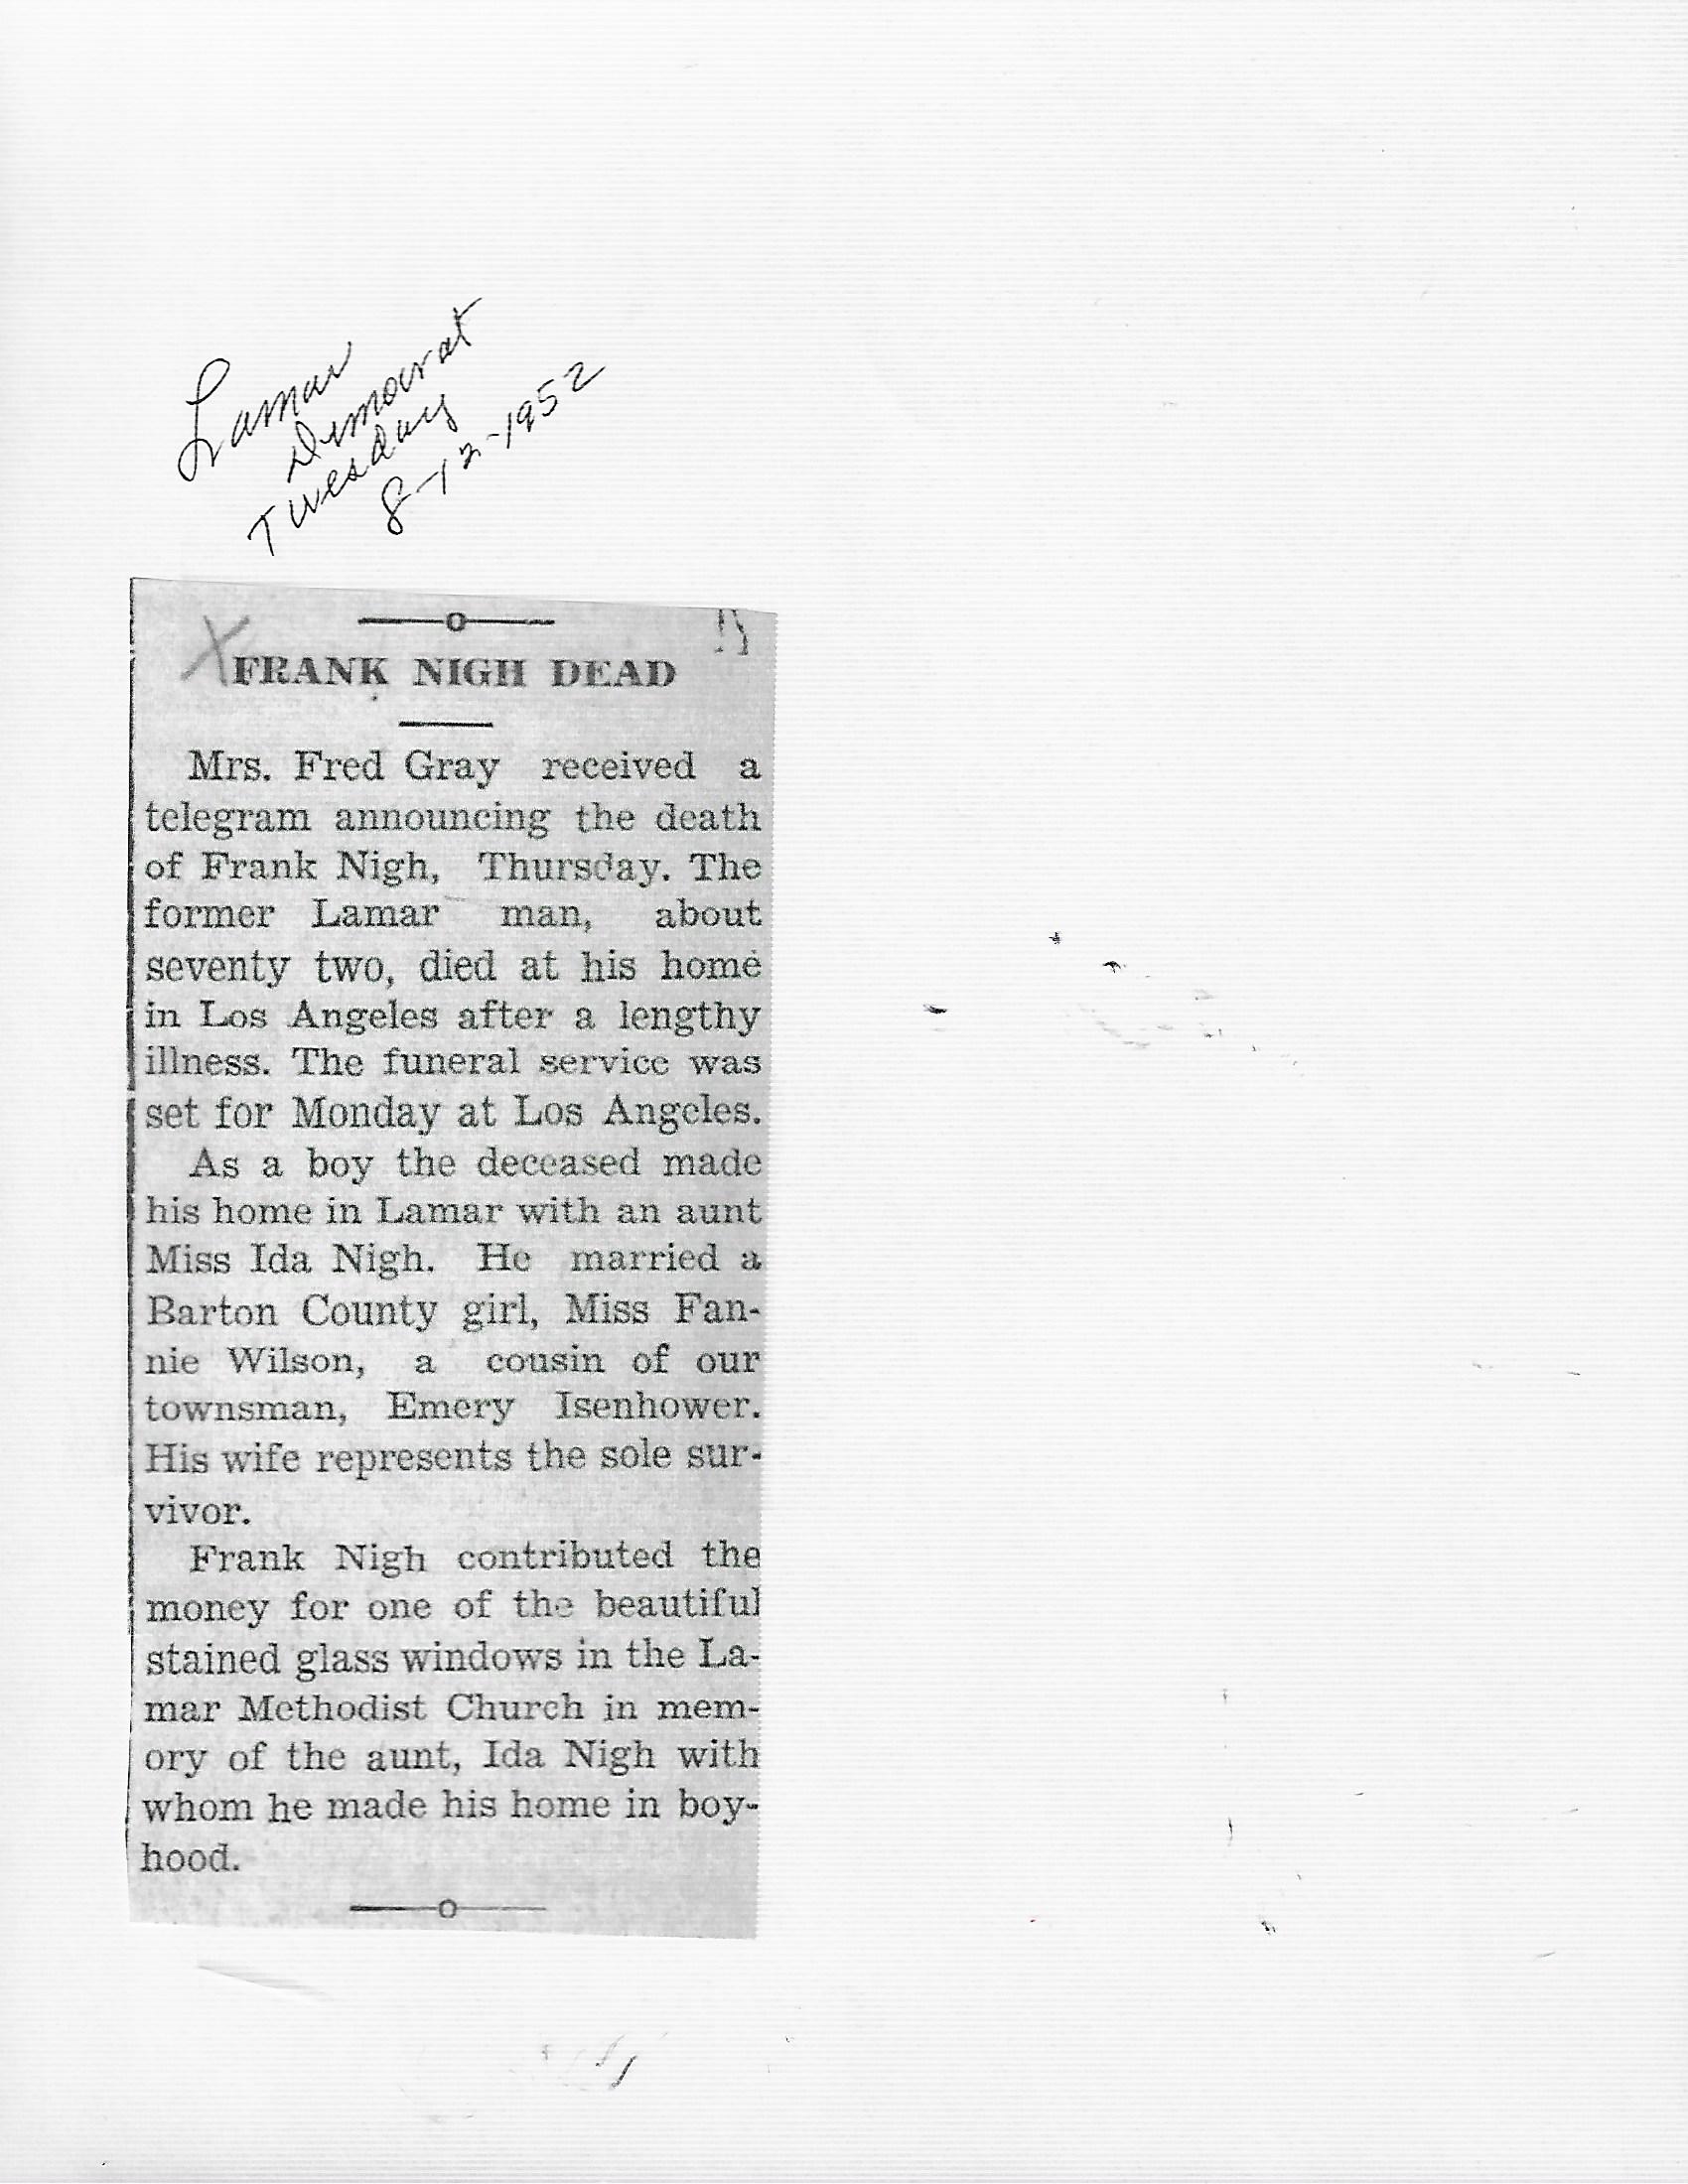 Lamar
Democrat
Tuesday
8-12-1952
FRANK NIGH DEAD
Mrs. Fred Gray received a
telegram announcing the death
of Frank Nigh, Thursday. The
former Lamar man, about
seventy two, died at his home
in Los Angeles after a lengthy
illness. The funeral service was
set for Monday at Los Angeles.
As a boy the deceased made
his home in Lamar with an aunt
Miss Ida Nigh. He married a
Barton County girl, Miss Fan-
nie Wilson, a cousin of our
townsman, Emery Isenhower.
His wife represents the sole sur-
vivor.
Frank Nigh contributed the
money for one of the beautiful
stained glass windows in the La-
mar Methodist Church in mem-
ory of the aunt, Ida Nigh with
whom he made his home in boy-
hood.